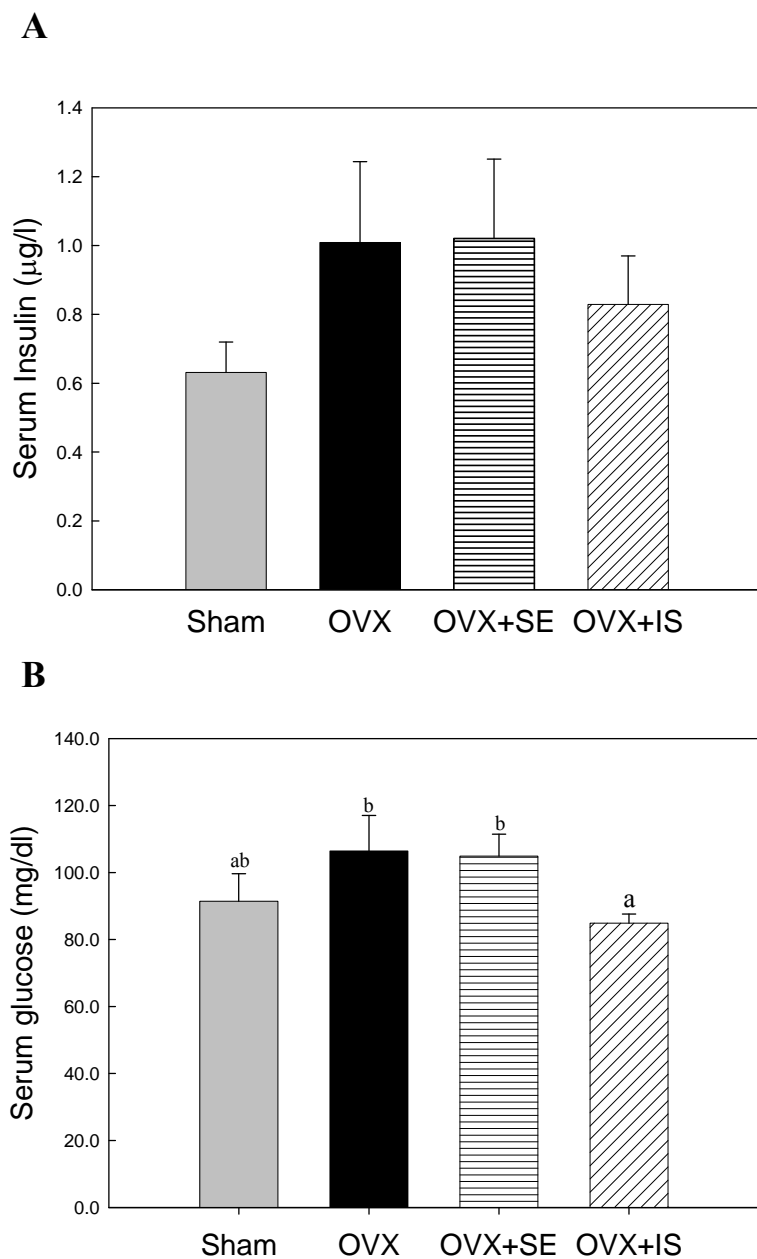 A
1.4
1.2
1.0
0.8
0.6
0.4
0.2
0.0
Serum Insulin (μg/l)
Sham OVX OVX+SE OVX+IS
B
140.0
120.0
100.0
80.0
60.0
40.0
20.0
0.0
Serum glucose (mg/dl)
ab
b
b
a
Sham OVX OVX+SE OVX+IS